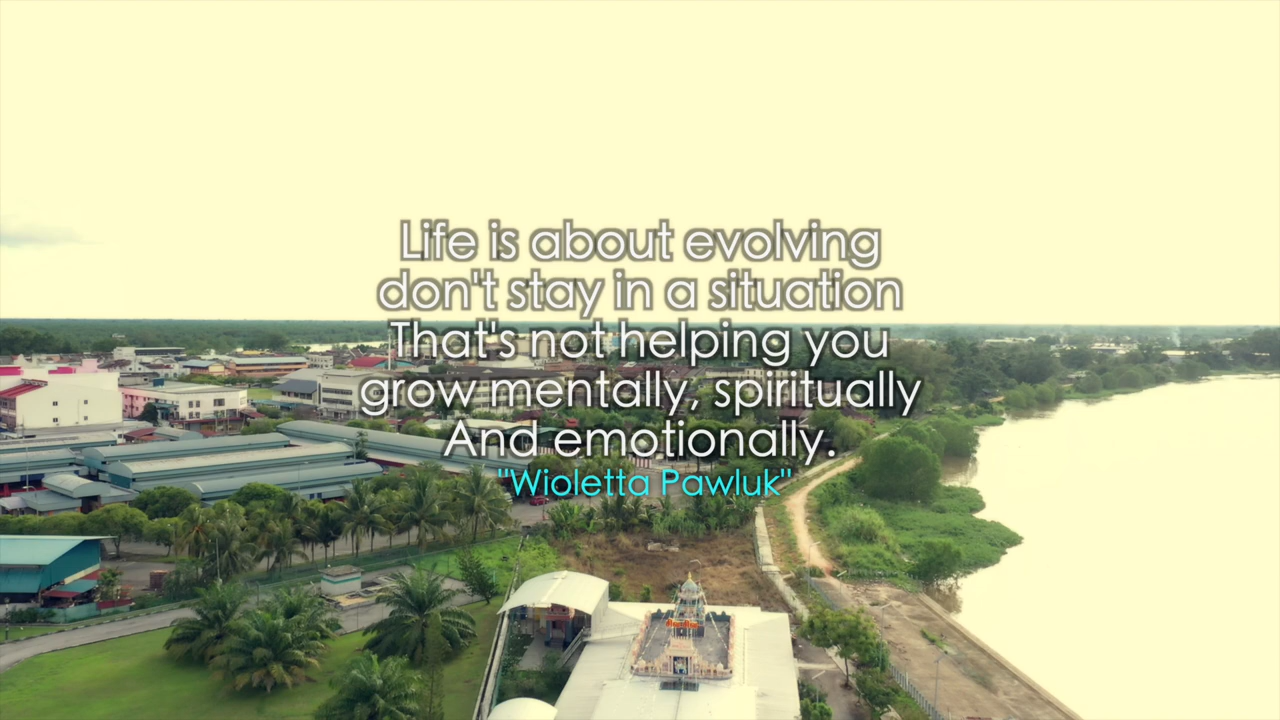 Life is about evolving
don't stay in a situation
That's not helping you
grow mentally, spiritually
And emotionally.
"Wioletta Pawluk"